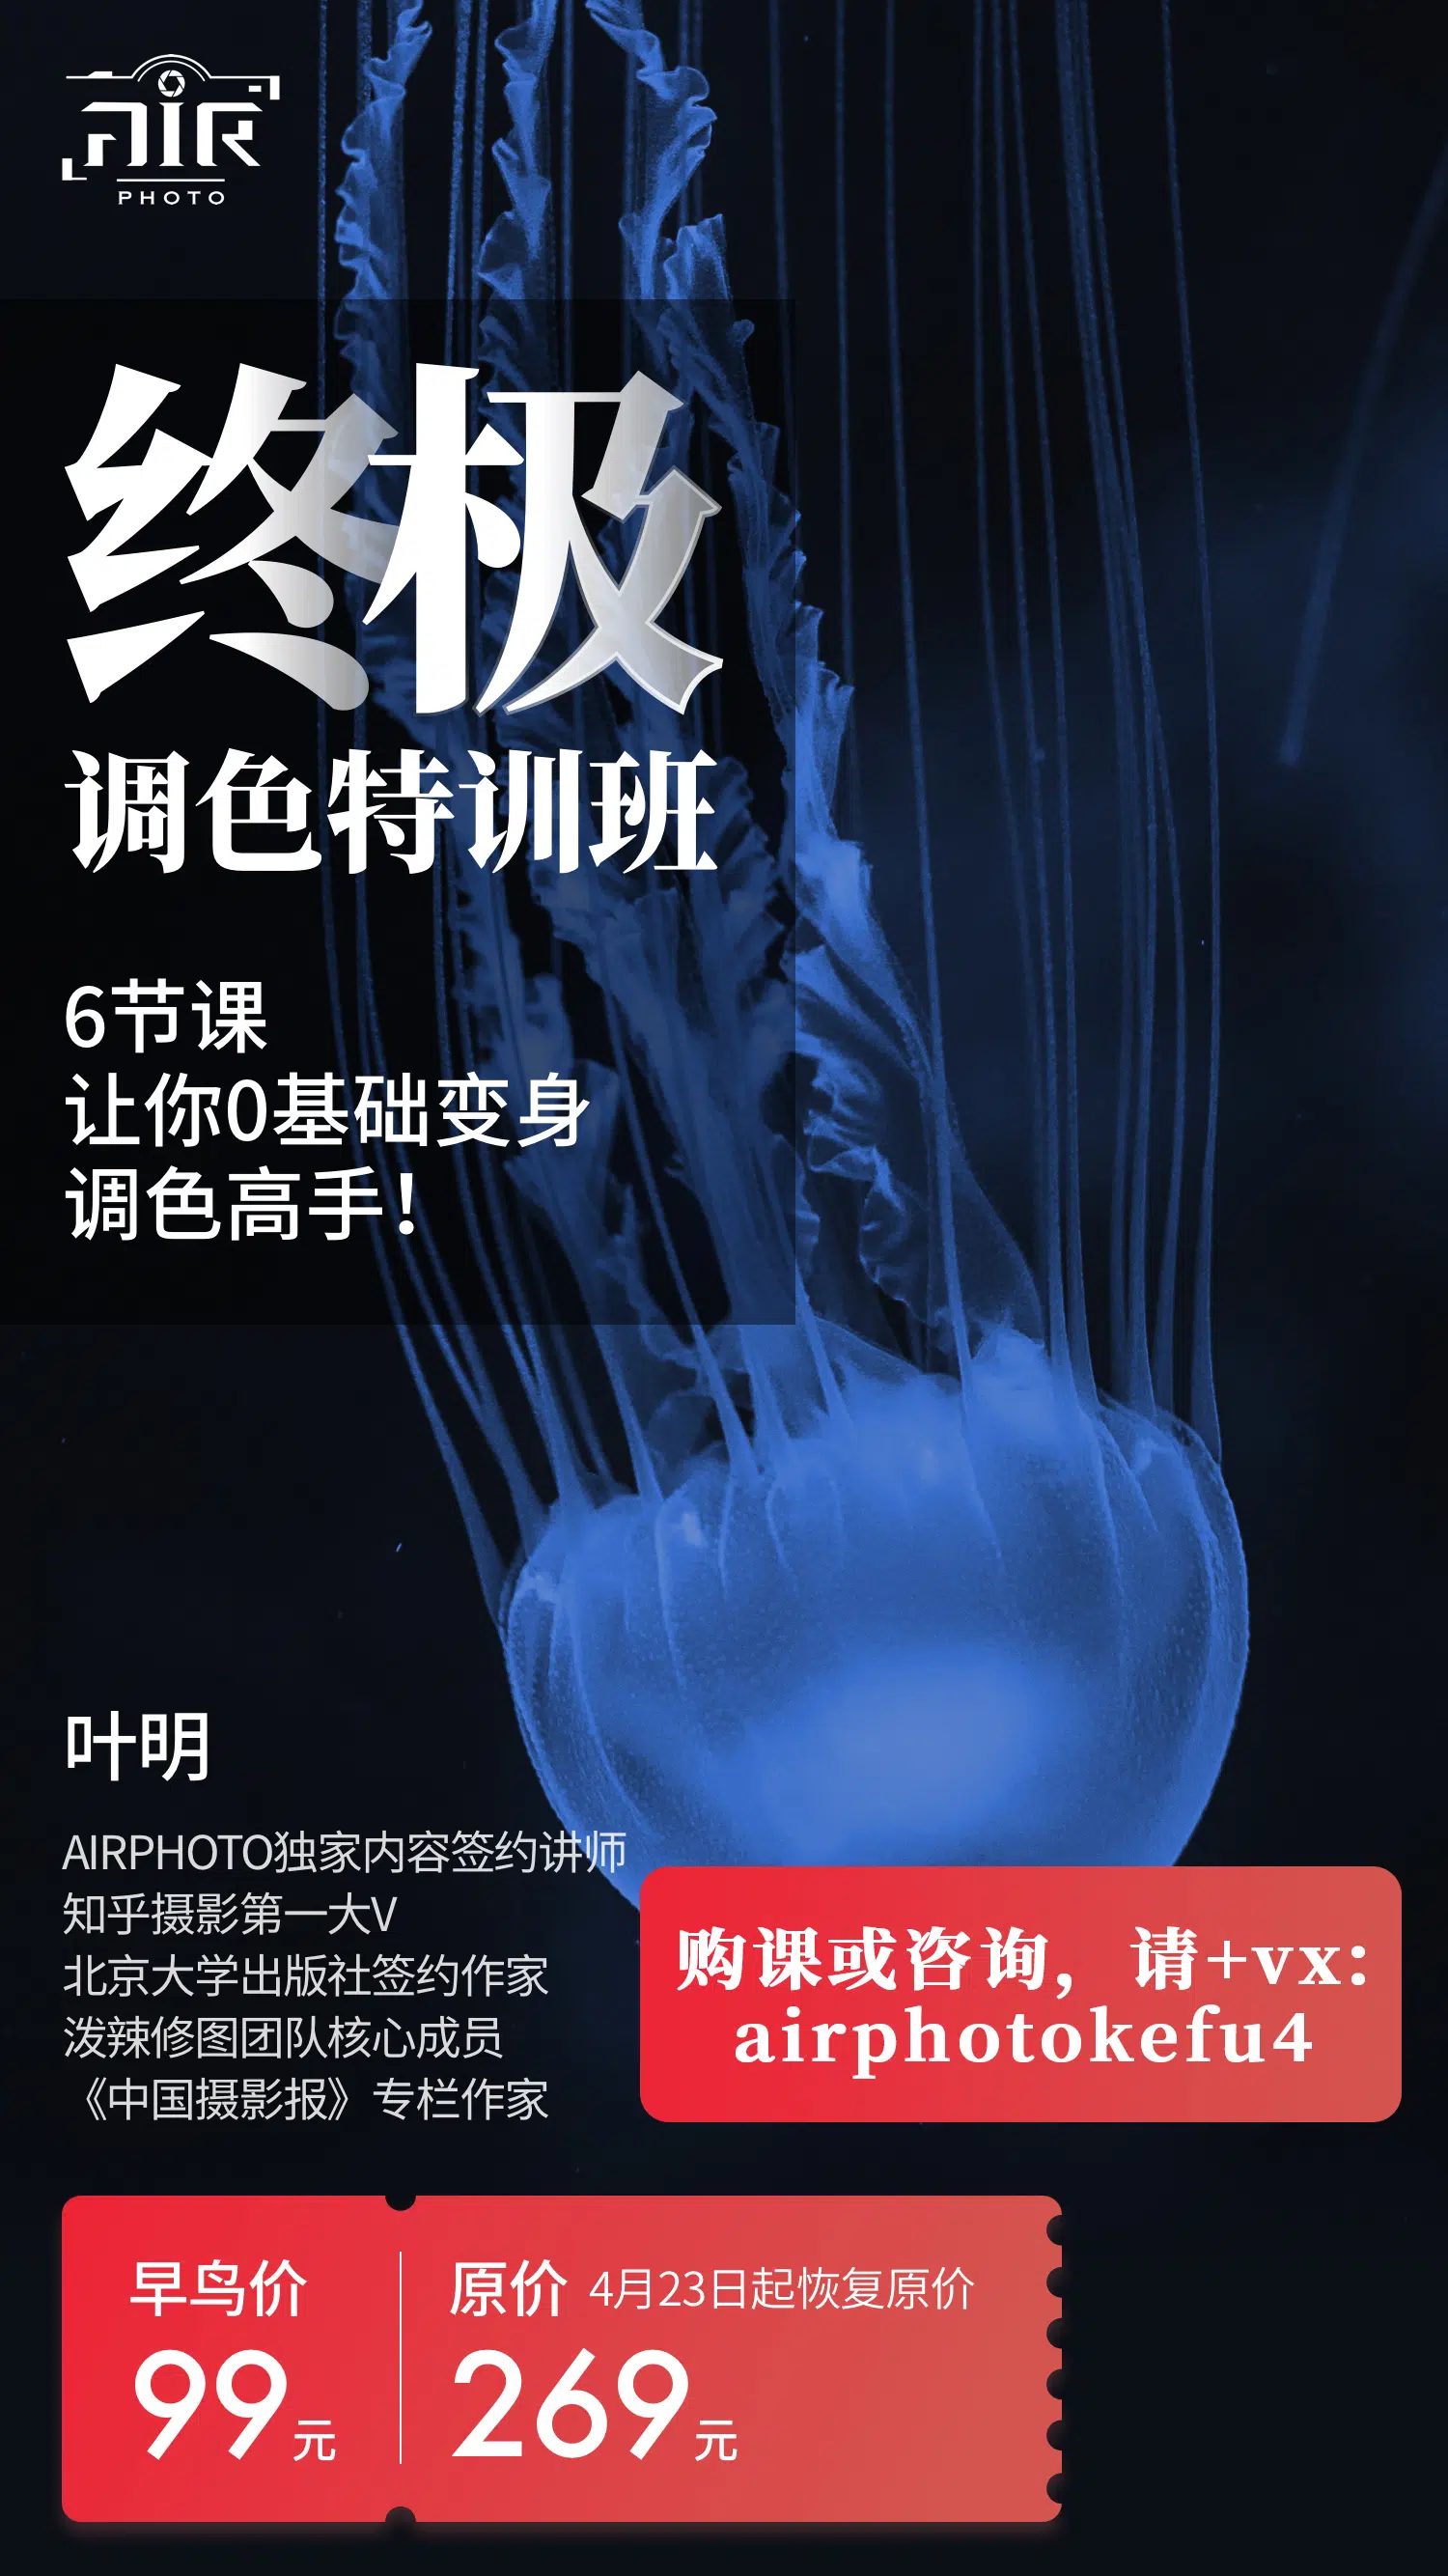 AIR
PHOTO
终极
调色特训班
6节课
让你0基础变身
调色高手！
叶明
AIRPHOTO独家内容签约讲师
知乎摄影第一大V
北京大学出版社签约作家
泼辣修图团队核心成员
《中国摄影报》专栏作家
购课或咨询，请+vx：
airphotokefu4
早鸟价
99元
原价 4月23日起恢复原价
269元